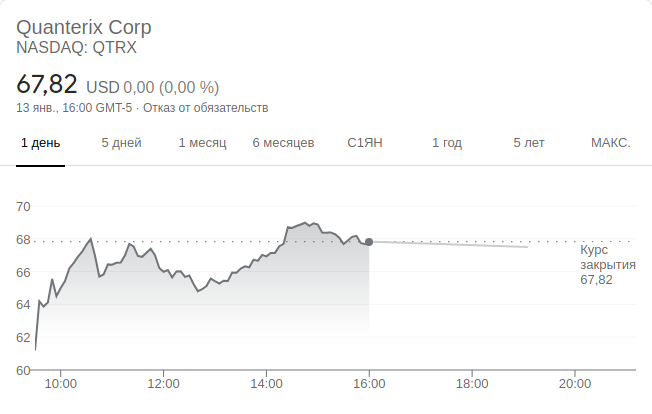 Quanterix Corp
NASDAQ: QTRX
67,82 USD 0,00 (0,00 %)
13 янв., 16:00 GMT-5 · Отказ от обязательств
1 день 5 дней 1 месяц 6 месяцев С1ЯН 1 год 5 лет МАКС.
70
68
Курс
закрытия
67,82
66
64
62
60
10:00 12:00 14:00 16:00 18:00 20:00